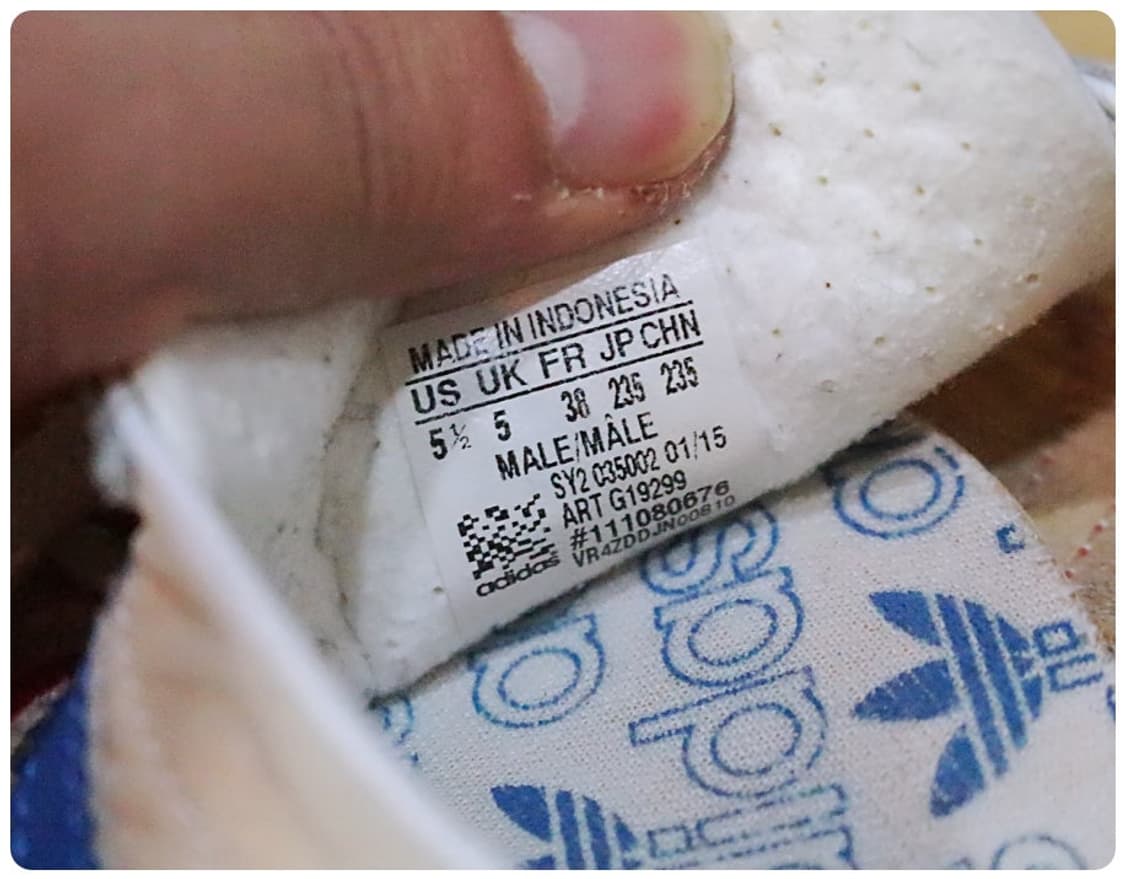 MADE IN INDONESIA
US UK FR JP CHN
5½ 5 38 235 235
MALE/MÂLE
SY2 035002 01/15
ART G19299
#111080676
VR4ZDDJN00810
adidas
adidas